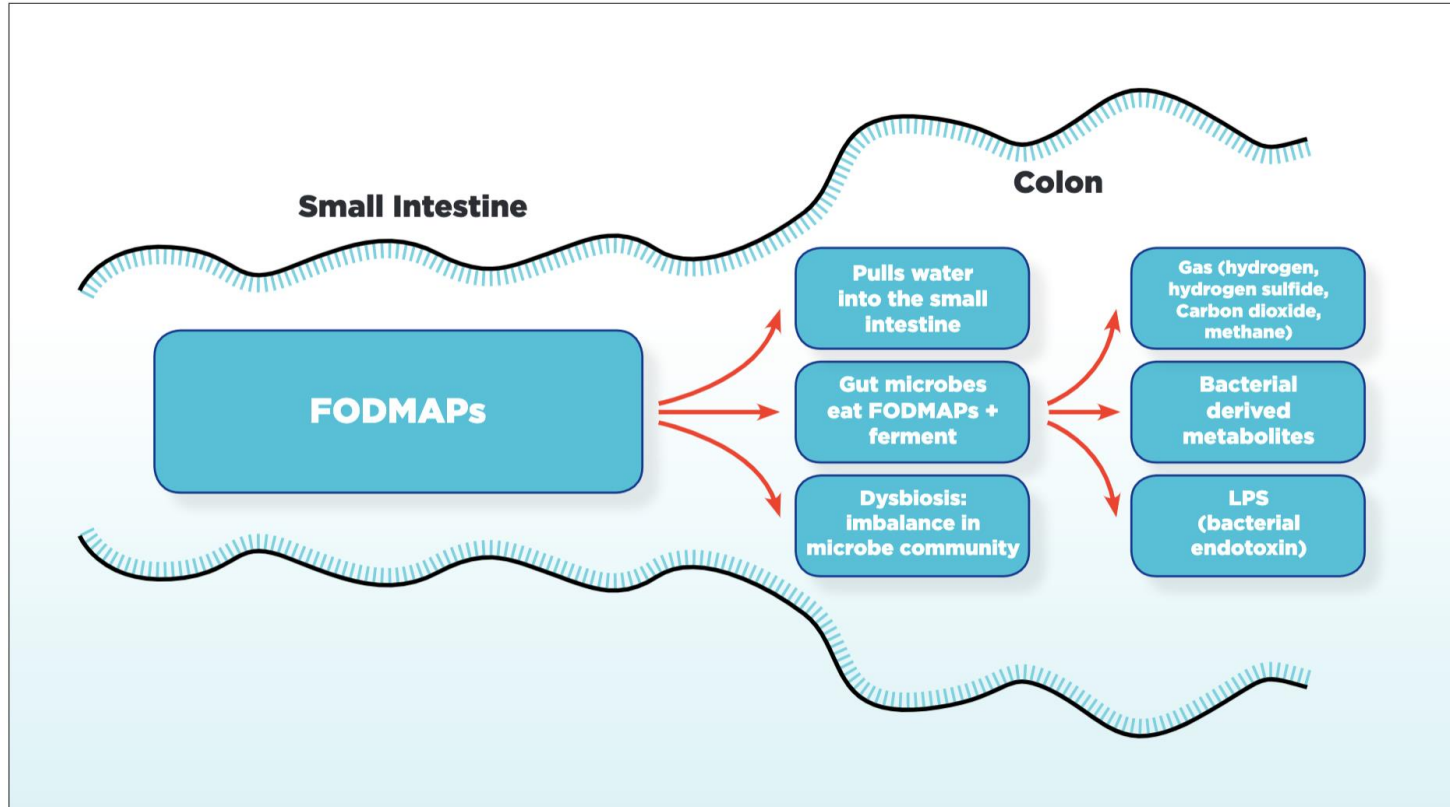 Small Intestine
Colon
FODMAPs
Pulls water
into the small
intestine
Gut microbes
eat FODMAPs +
ferment
Dysbiosis:
imbalance in
microbe community
Gas (hydrogen,
hydrogen sulfide,
Carbon dioxide,
methane)
Bacterial
derived
metabolites
LPS
(bacterial
endotoxin)